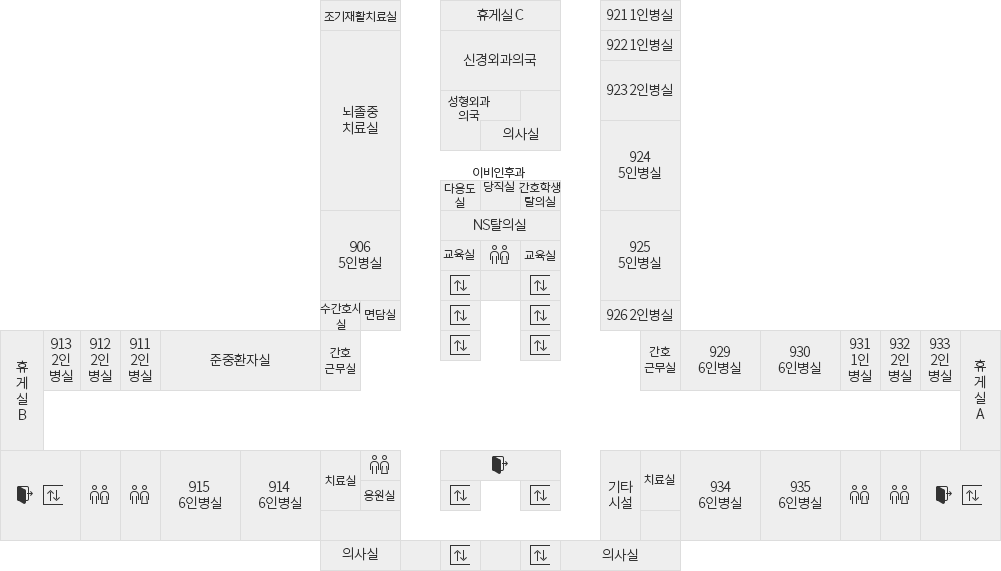 조기재활치료실
휴게실 C
921 1인병실
922 1인병실
신경외과의국
923 2인병실
뇌졸중
치료실
성형외과
의국
의사실
924
5인병실
이비인후과
당직실
다용도
실
간호학생
탈의실
NS탈의실
906
5인병실
교육실
교육실
925
5인병실
수간호사
실
면담실
926 2인병실
휴
게
실
B
913
2인
병실
912
2인
병실
911
2인
병실
준중환자실
간호
근무실
간호
근무실
929
6인병실
930
6인병실
931
1인
병실
932
2인
병실
933
2인
병실
휴
게
실
A
915
6인병실
914
6인병실
치료실
용원실
기타
시설
치료실
934
6인병실
935
6인병실
의사실
의사실